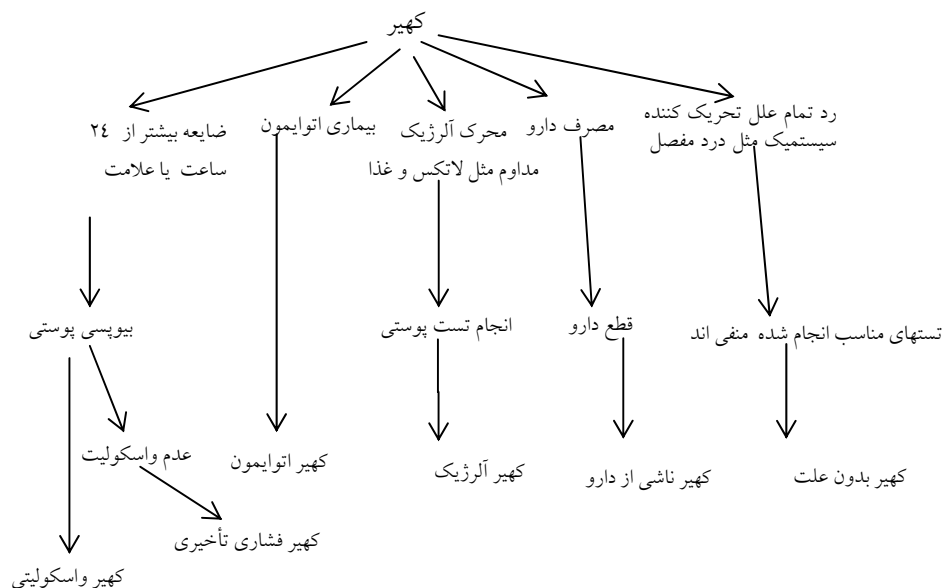 کهیر
رد تمام علل تحریک کننده
سیستمیک مثل درد مفصل
مصرف دارو
محرک آلرژیک
مداوم مثل لاتکس و غذا
بیماری اتوایمون
ضایعه بیشتر از ٢٤
ساعت یا علامت
تستهای مناسب انجام شده منفی اند
قطع دارو
انجام تست پوستی
بیوپسی پوستی
کهیر بدون علت
کهیر ناشی از دارو
کهیر آلرژیک
کهیر اتوایمون
عدم واسکولیت
کهیر فشاری تأخیری
کهیر واسکولیتی